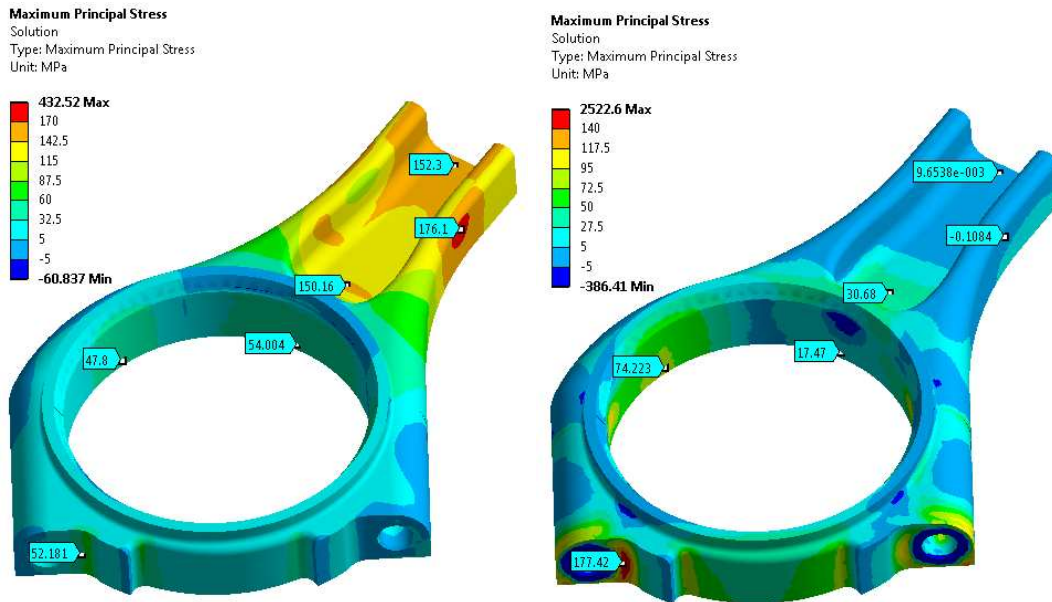 Maximum Principal Stress
Solution
Type: Maximum Principal Stress
Unit: MPa
432.52 Max
170
142.5
115
87.5
60
32.5
5
-5
-60.837 Min
152.3
176.1
150.16
54.004
47.8
52.181
Maximum Principal Stress
Solution
Type: Maximum Principal Stress
Unit: MPa
2522.6 Max
140
117.5
95
72.5
50
27.5
5
-5
-386.41 Min
9.6538e-003
-0.1084
30.68
17.47
74.223
177.42